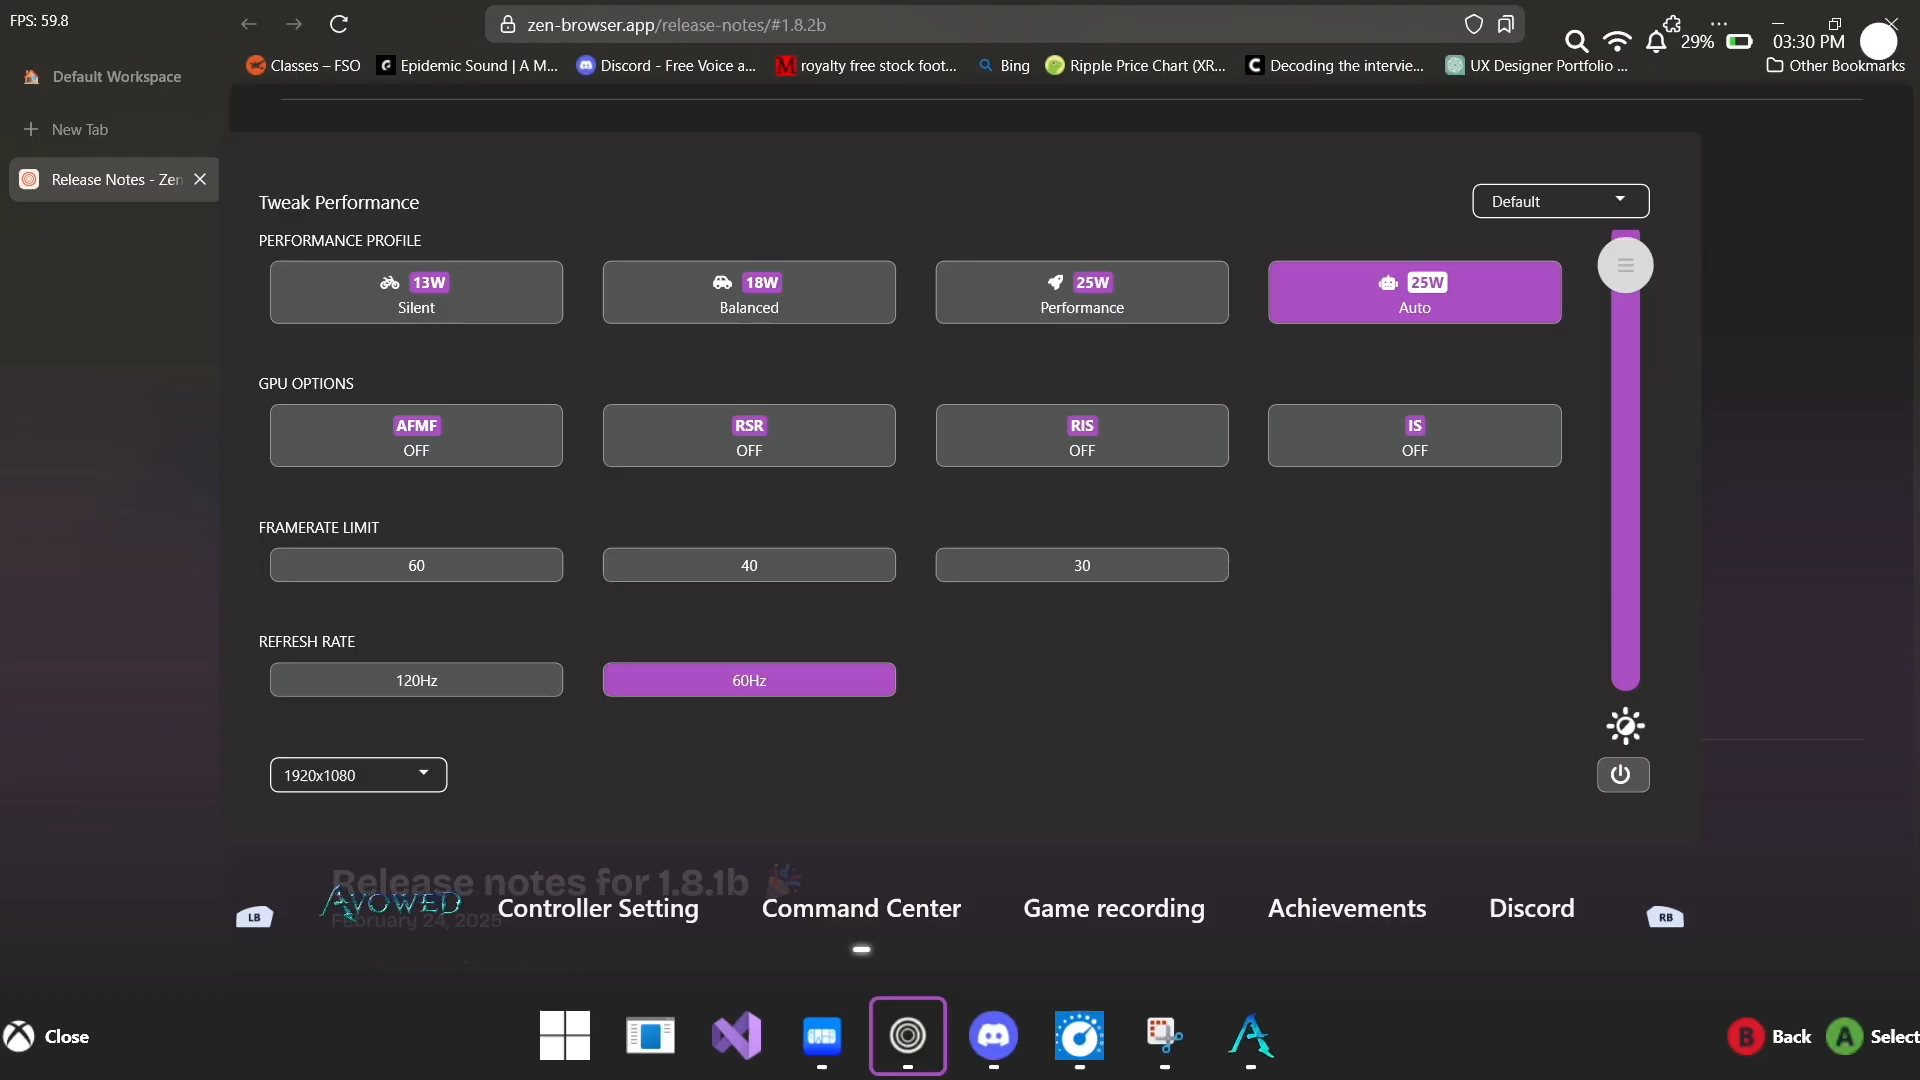 FPS: 59.8
zen-browser.app/release-notes/#1.8.2b
29%
03:30 PM
Classes – FSO
Epidemic Sound | A M...
Discord - Free Voice a...
royalty free stock foot...
Bing
Ripple Price Chart (XR...
Decoding the intervie...
UX Designer Portfolio ...
Other Bookmarks
Default Workspace
New Tab
Release Notes - Zen
Tweak Performance
Default
PERFORMANCE PROFILE
13W
Silent
18W
Balanced
25W
Performance
25W
Auto
GPU OPTIONS
AFMF
OFF
RSR
OFF
RIS
OFF
IS
OFF
FRAMERATE LIMIT
60
40
30
REFRESH RATE
120Hz
60Hz
1920x1080
Release notes for 1.8.1b 🎉
February 24, 2025
LB
AVOWED
Controller Setting
Command Center
Game recording
Achievements
Discord
RB
Close
B
Back
A
Select